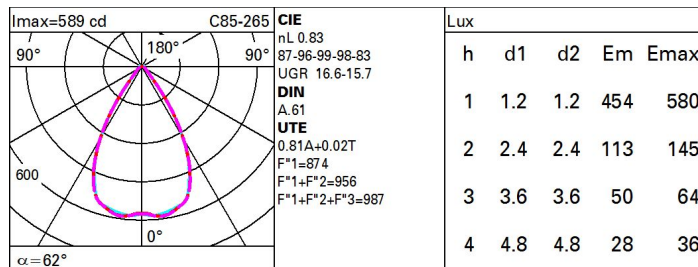 Imax=589 cd C85-265
90° 180° 90°
600
0°
α=62°
CIE
nL 0.83
87-96-99-98-83
UGR 16.6-15.7
DIN
A.61
UTE
0.81A+0.02T
F"1=874
F"1+F"2=956
F"1+F"2+F"3=987
Lux
h d1 d2 Em Emax
1 1.2 1.2 454 580
2 2.4 2.4 113 145
3 3.6 3.6 50 64
4 4.8 4.8 28 36